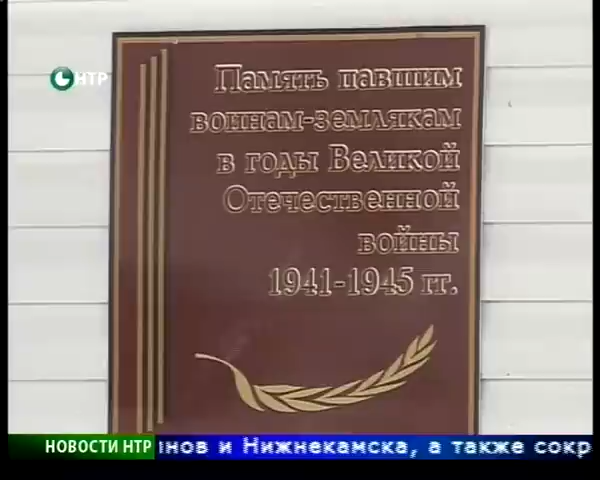 НТР
Память павшим
воинам-землякам
в годы Великой
Отечественной
войны
1941-1945 гг.
НОВОСТИ НТР
нов и Нижнекамска, а также сокр